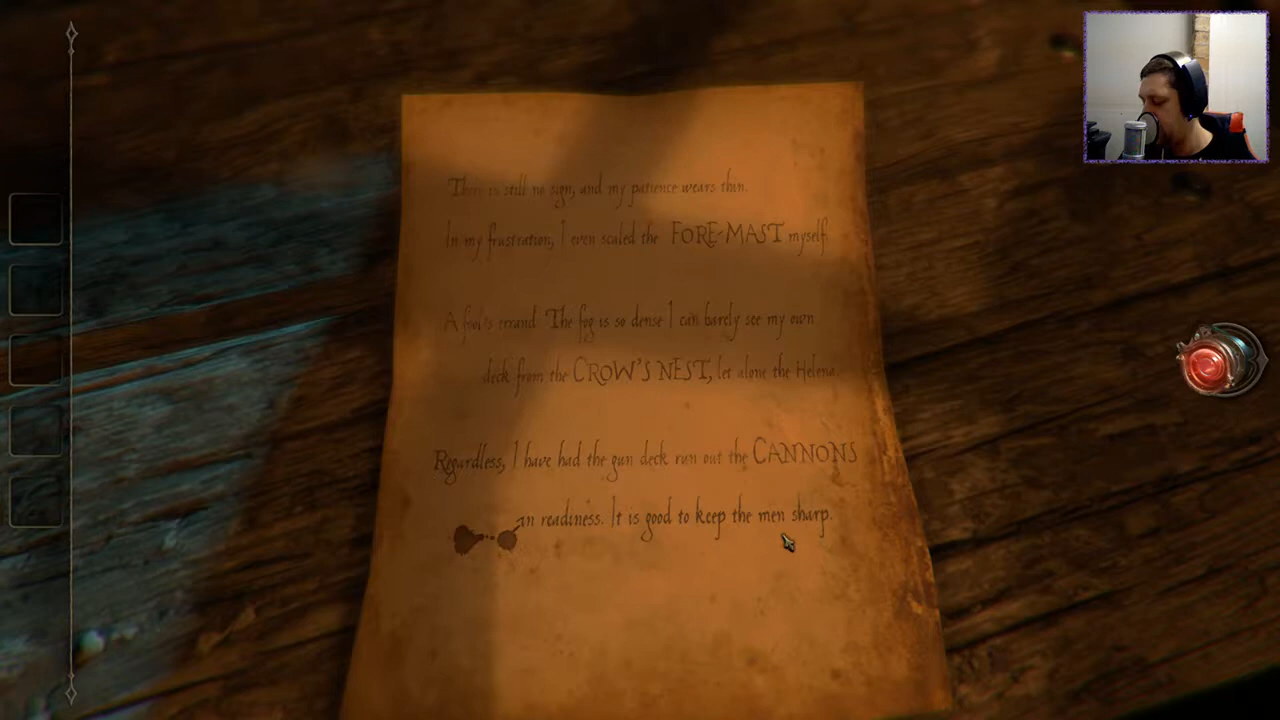 There is still no sign, and my patience wears thin.
In my frustration, I even scaled the FORE-MAST myself.
A fool's errand. The fog is so dense I can barely see my own
deck from the CROW'S NEST, let alone the Helena.
Regardless, I have had the gun deck run out the CANNONS
in readiness. It is good to keep the men sharp.